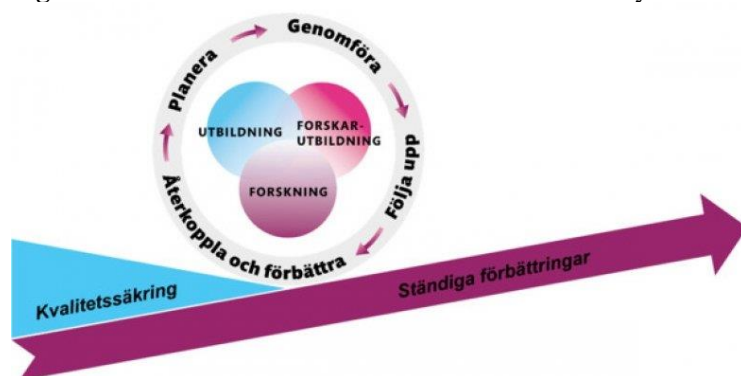 Planera
Genomföra
UTBILDNING
FORSKAR-
UTBILDNING
FORSKNING
Följa upp
Återkoppla och förbättra
Kvalitetssäkring
Ständiga förbättringar